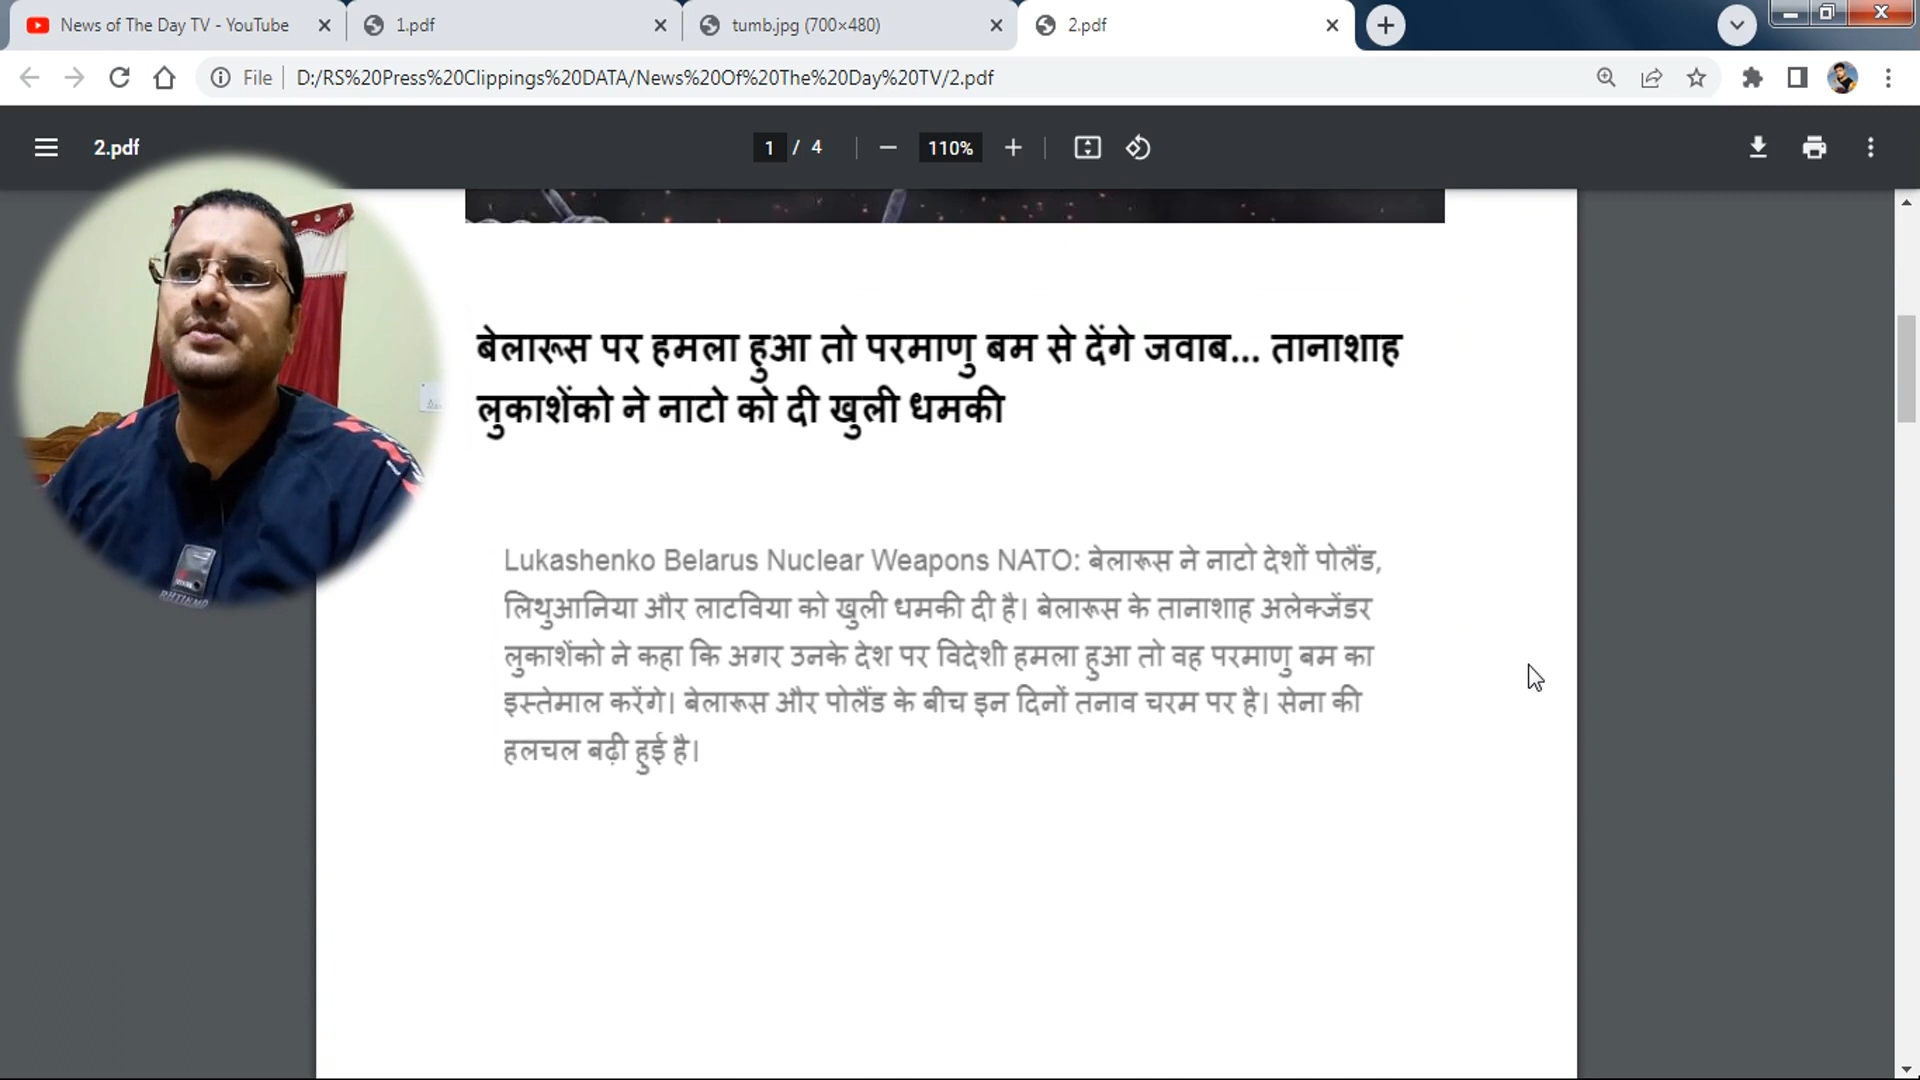 News of The Day TV - YouTube
1.pdf
tumb.jpg (700×480)
2.pdf
File
D:/RS%20Press%20Clippings%20DATA/News%20Of%20The%20Day%20TV/2.pdf
2.pdf
1 / 4
110%
बेलारूस पर हमला हुआ तो परमाणु बम से देंगे जवाब... तानाशाह
लुकाशेंको ने नाटो को दी खुली धमकी
Lukashenko Belarus Nuclear Weapons NATO: बेलारूस ने नाटो देशों पोलैंड,
लिथुआनिया और लाटविया को खुली धमकी दी है। बेलारूस के तानाशाह अलेक्जेंडर
लुकाशेंको ने कहा कि अगर उनके देश पर विदेशी हमला हुआ तो वह परमाणु बम का
इस्तेमाल करेंगे। बेलारूस और पोलैंड के बीच इन दिनों तनाव चरम पर है। सेना की
हलचल बढ़ी हुई है।